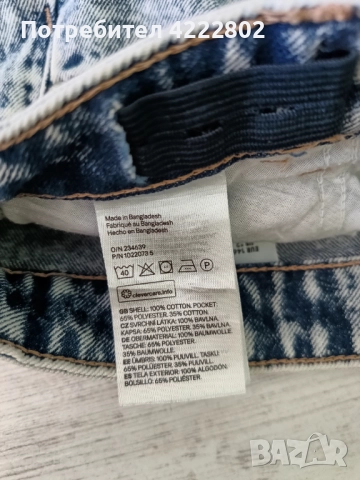 Потребител 4222802
Made in Bangladesh
Fabriqué au Bangladesh
Hecho en Bangladesh
O/N 234639
P/N 1022073 5
40
P
clevercare.info
GB SHELL: 100% COTTON. POCKET:
65% POLYESTER. 35% COTTON
CZ SVRCHNÍ LÁTKA: 100% BAVLNA.
KAPSA: 65% POLYESTER. 35% BAVLNA
DE OBERMATERIAL: 100% BAUMWOLLE.
TASCHE: 65% POLYESTER.
35% BAUMWOLLE
EE ÜMBRIS: 100% PUUVILL. TASKU:
65% POLÜESTER. 35% PUUVILL
ES TELA EXTERIOR: 100% ALGODÓN.
BOLSILLO: 65% POLIÉSTER.
BAZAR